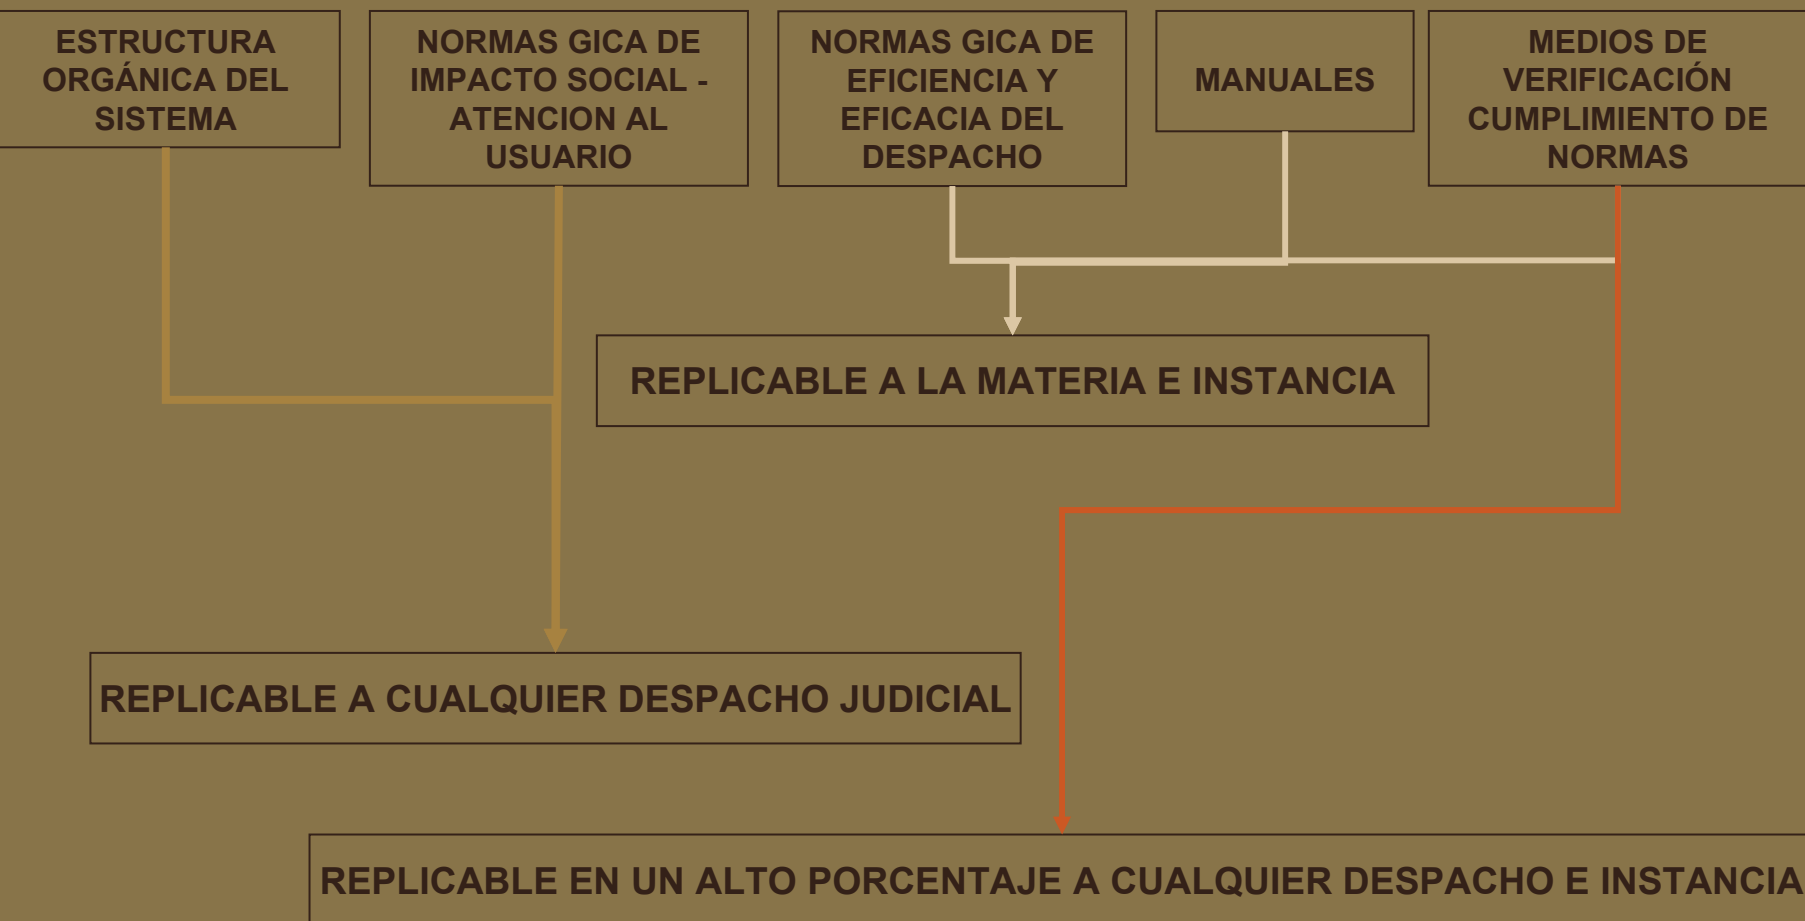 ESTRUCTURA
ORGÁNICA DEL
SISTEMA
NORMAS GICA DE
IMPACTO SOCIAL -
ATENCION AL
USUARIO
NORMAS GICA DE
EFICIENCIA Y
EFICACIA DEL
DESPACHO
MANUALES
MEDIOS DE
VERIFICACIÓN
CUMPLIMIENTO DE
NORMAS
REPLICABLE A LA MATERIA E INSTANCIA
REPLICABLE A CUALQUIER DESPACHO JUDICIAL
REPLICABLE EN UN ALTO PORCENTAJE A CUALQUIER DESPACHO E INSTANCIA